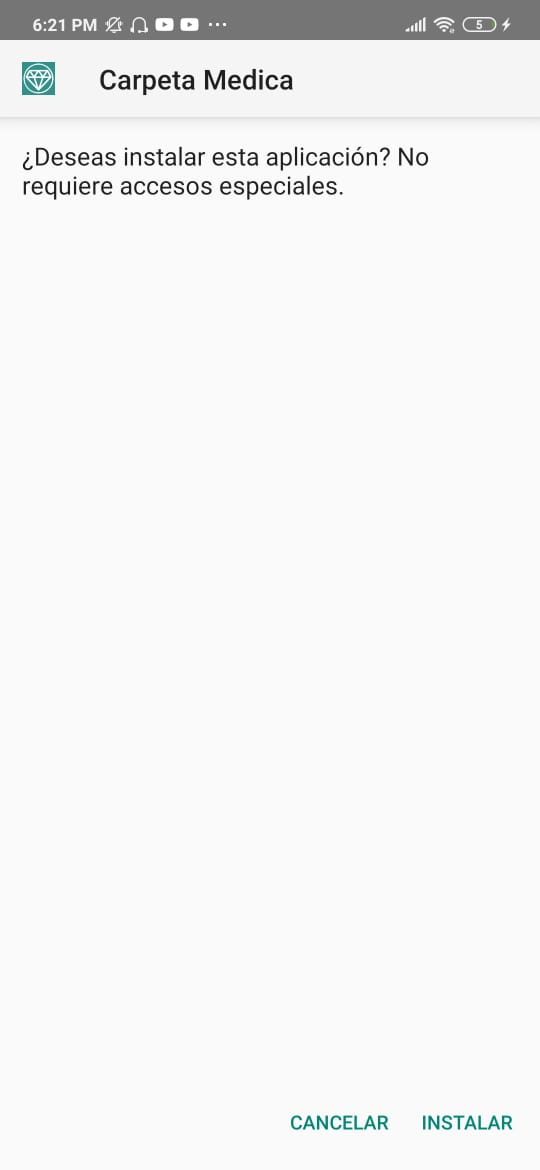 6:21 PM
5
Carpeta Medica
¿Deseas instalar esta aplicación? No
requiere accesos especiales.
CANCELAR INSTALAR